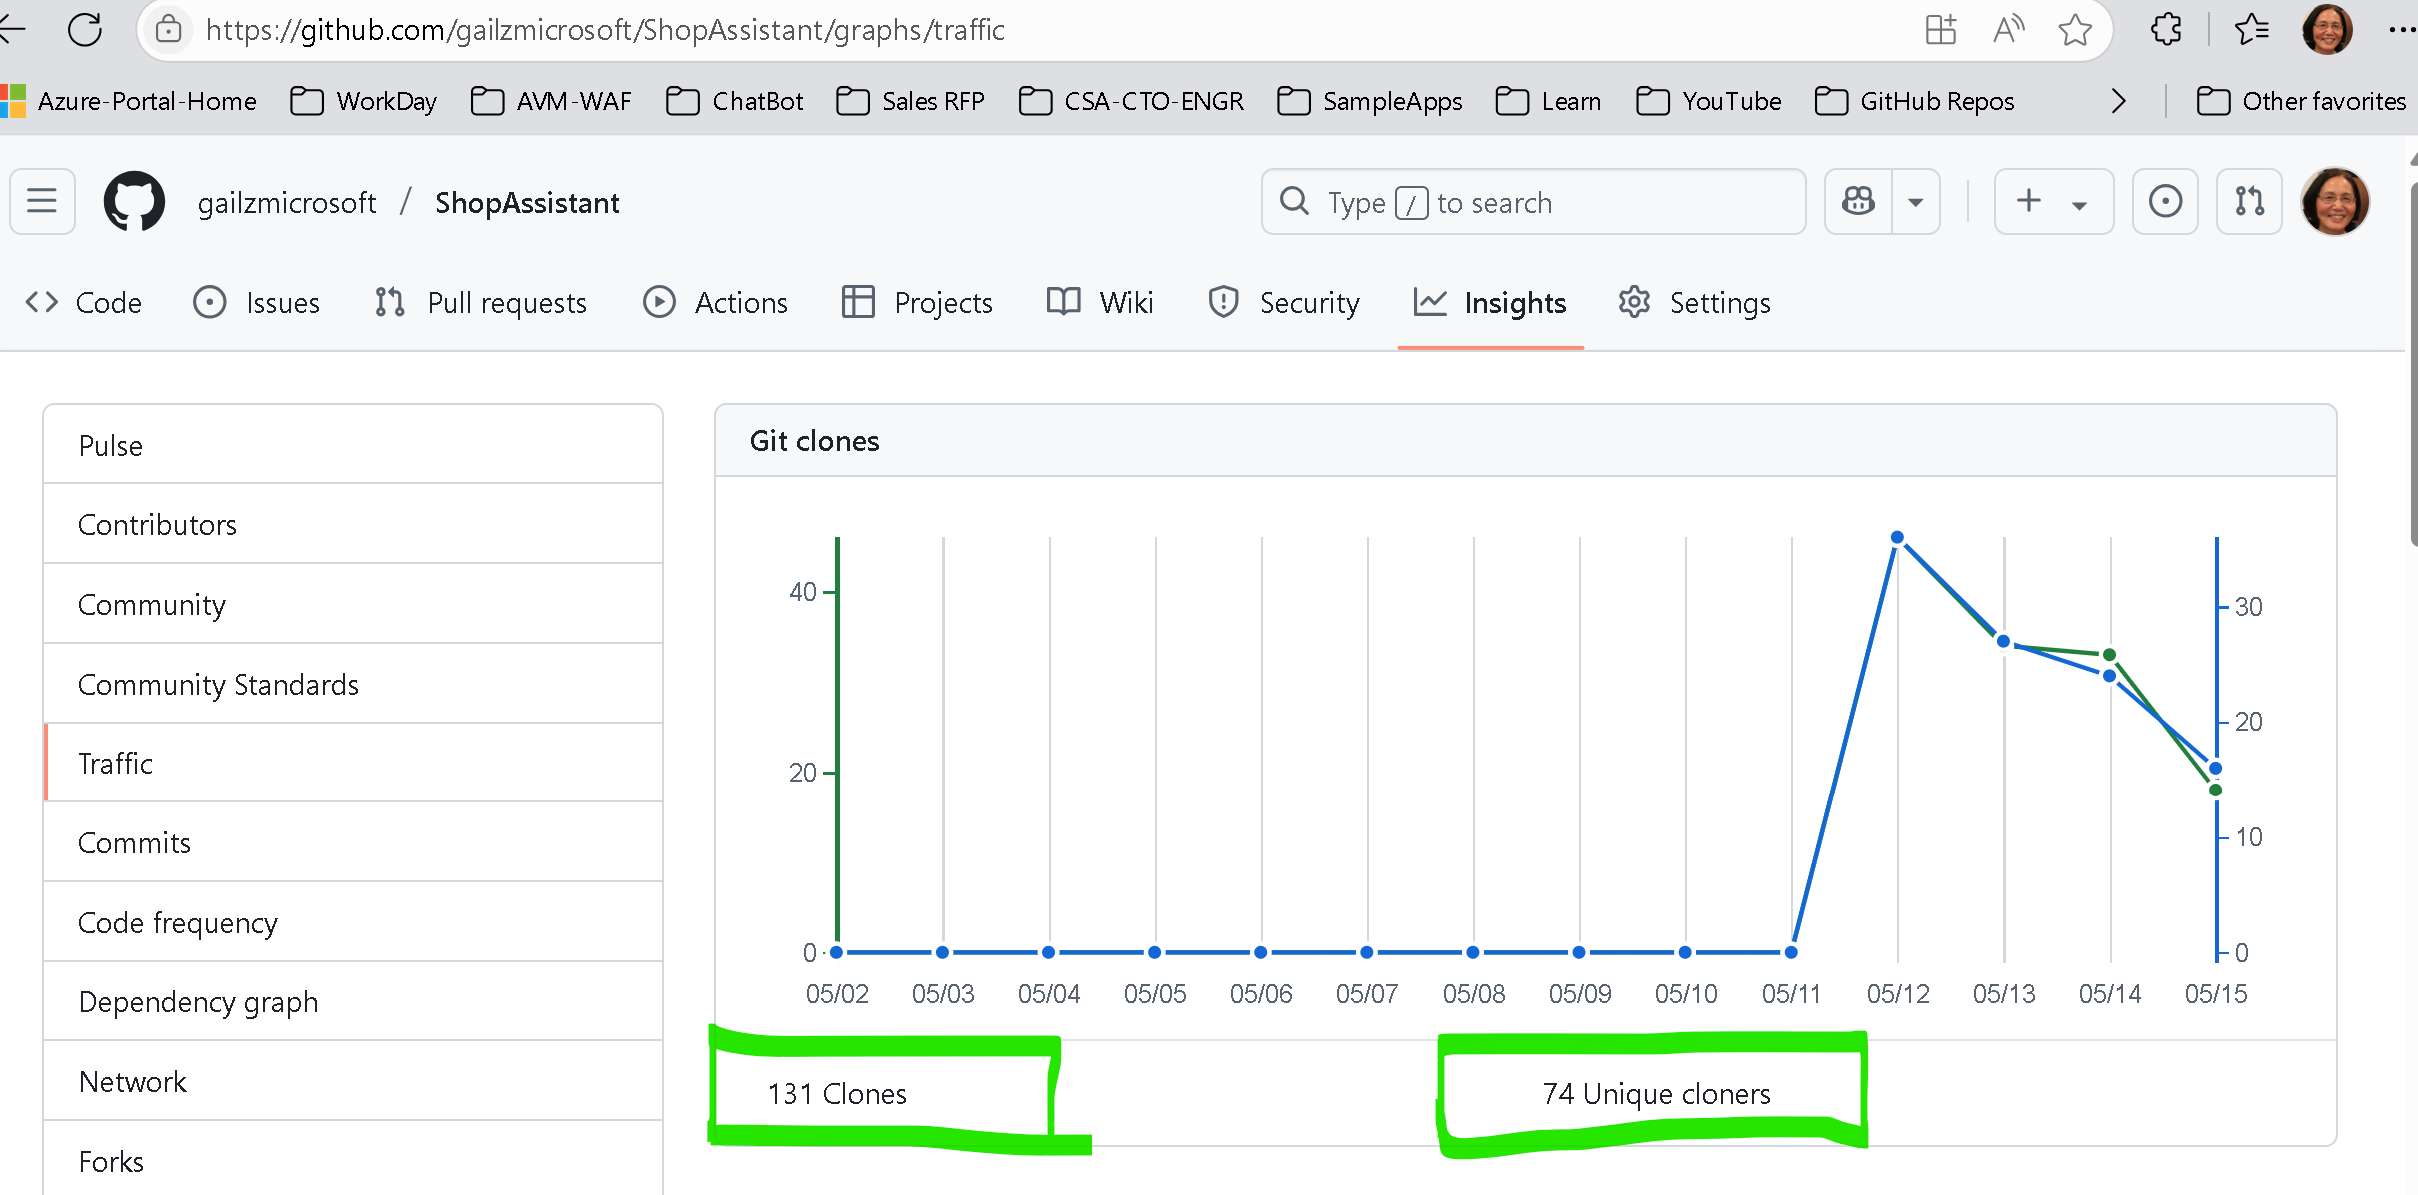 https://github.com/gailzmicrosoft/ShopAssistant/graphs/traffic
Azure-Portal-Home WorkDay AVM-WAF ChatBot Sales RFP CSA-CTO-ENGR SampleApps Learn YouTube GitHub Repos Other favorites
gailzmicrosoft / ShopAssistant Type / to search
Code Issues Pull requests Actions Projects Wiki Security Insights Settings
Pulse
Contributors
Community
Community Standards
Traffic
Commits
Code frequency
Dependency graph
Network
Forks
Git clones
40
20
0
30
20
10
0
05/02 05/03 05/04 05/05 05/06 05/07 05/08 05/09 05/10 05/11 05/12 05/13 05/14 05/15
131 Clones 74 Unique cloners